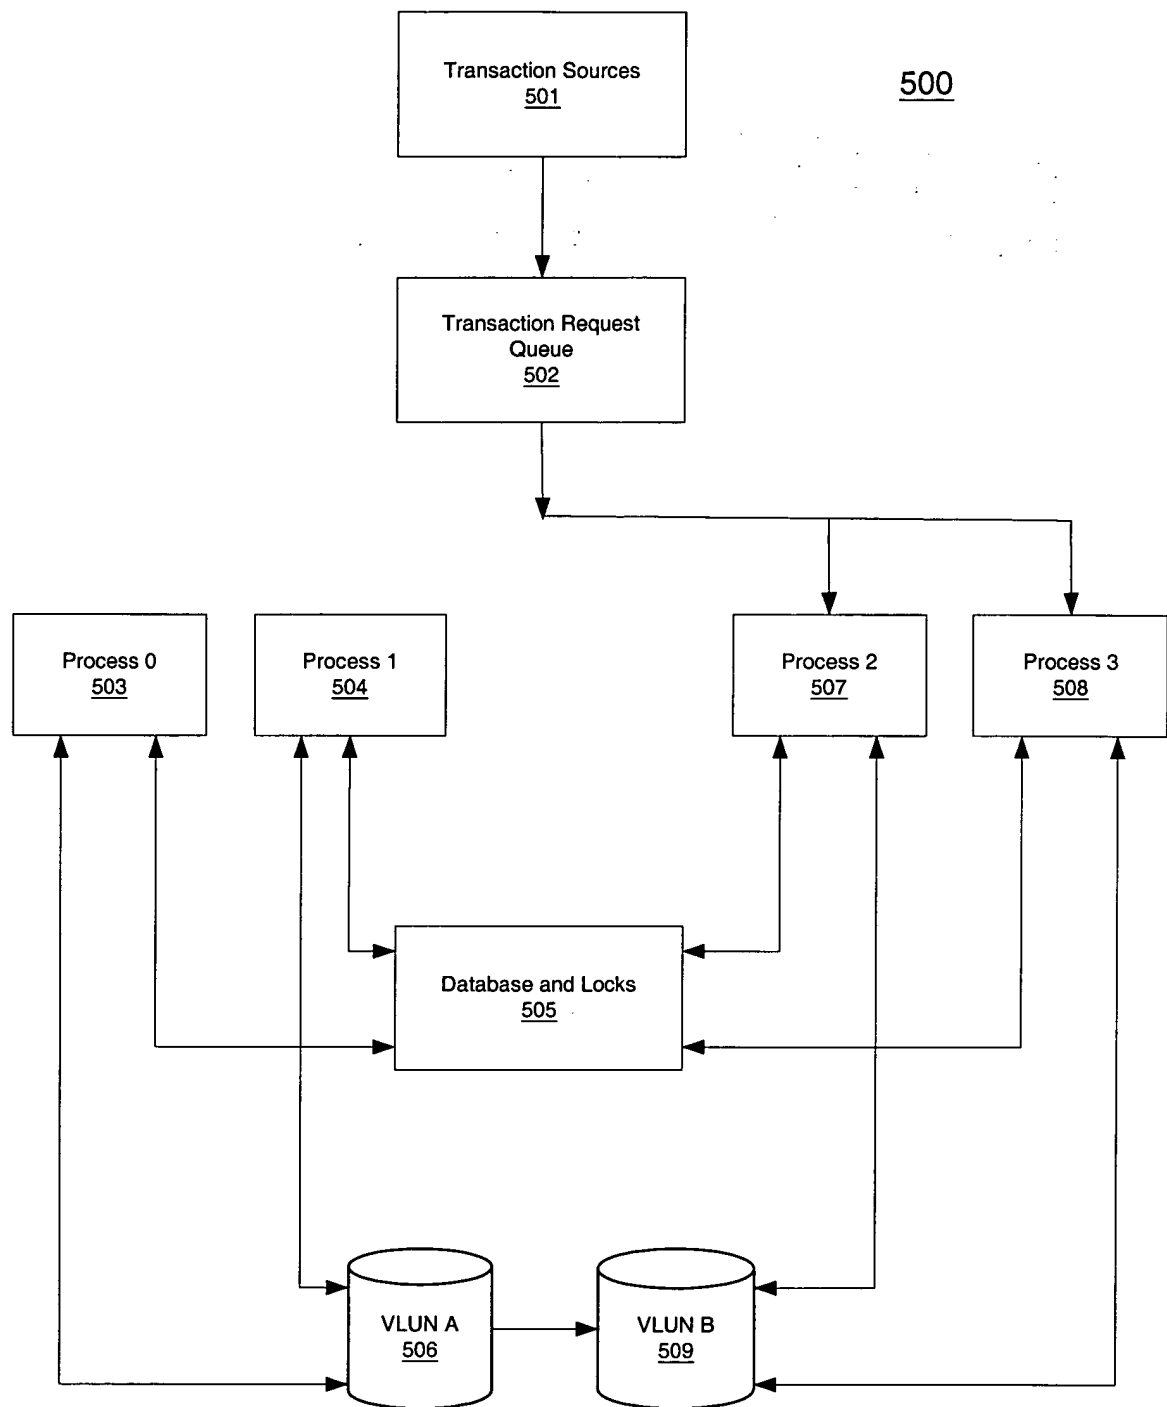 Transaction Sources
501
500
Transaction Request
Queue
502
Process 0
503
Process 1
504
Process 2
507
Process 3
508
Database and Locks
505
VLUN A
506
VLUN B
509